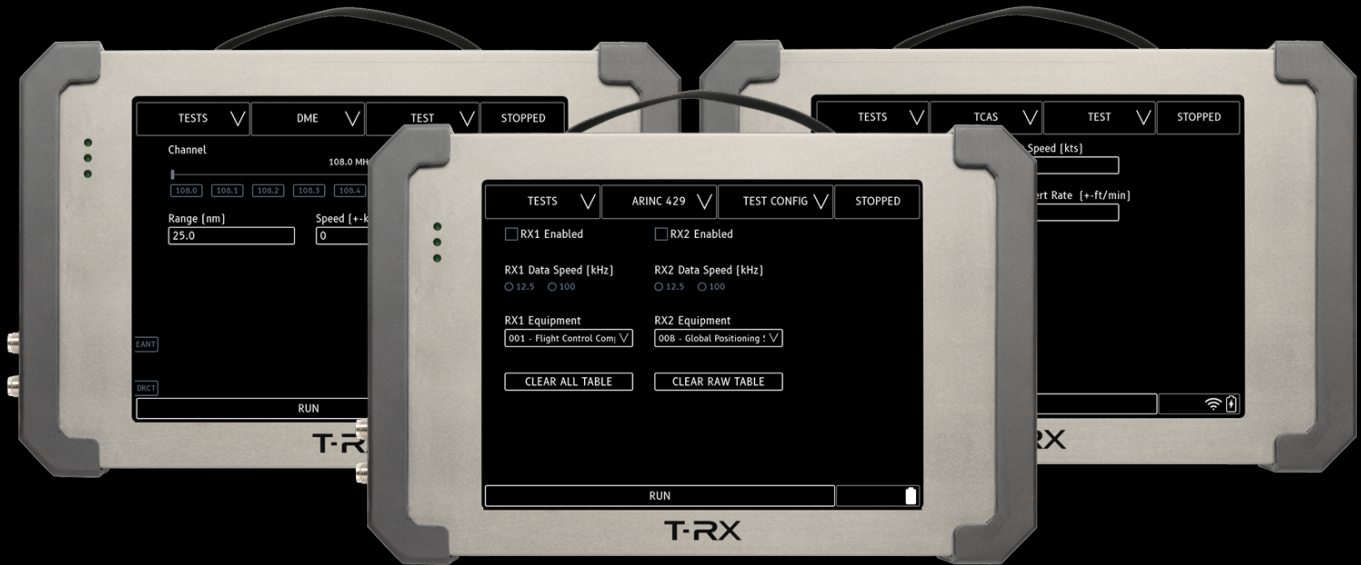 TESTS DME TEST STOPPED
Channel
108.0
108.0 108.1 108.2 108.3 108.4
Range (nm) Speed (+-k
25.0 0
EANT
DRCT
RUN
T-R
TESTS ARINC 429 TEST CONFIG STOPPED
RX1 Enabled RX2 Enabled
RX1 Data Speed (kHz) RX2 Data Speed (kHz)
12.5 100 12.5 100
RX1 Equipment RX2 Equipment
001 - Flight Control Com 00B - Global Positioning
CLEAR ALL TABLE CLEAR RAW TABLE
RUN
T-RX
TESTS TCAS TEST STOPPED
Speed (kts)
ert Rate (+-ft/min)
RX